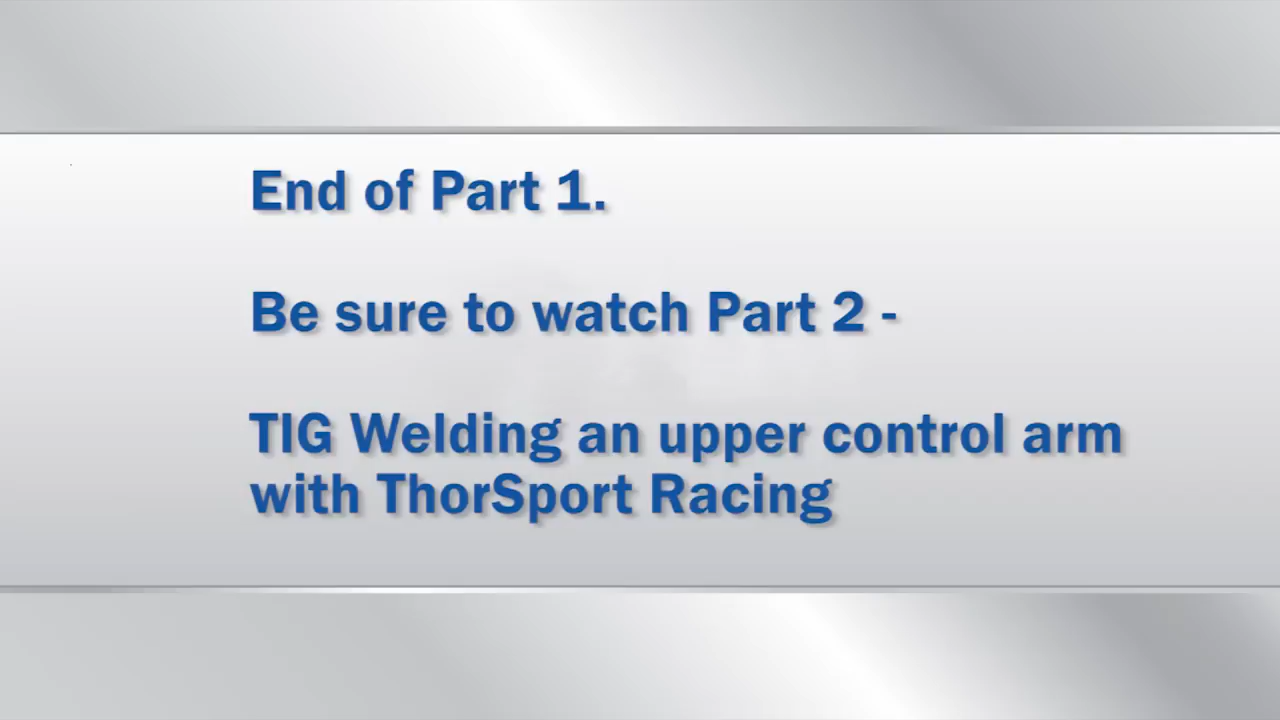 End of Part 1.
Be sure to watch Part 2 -
TIG Welding an upper control arm
with ThorSport Racing